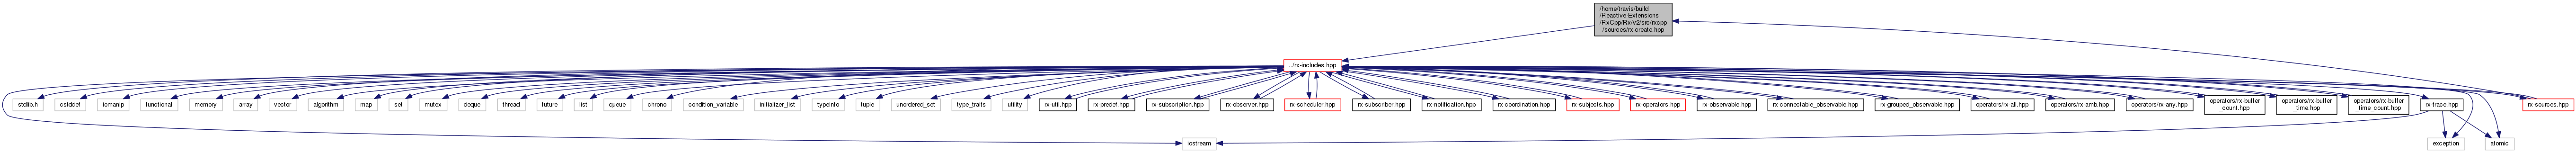 /home/travis/build
/Reactive-Extensions
/RxCpp/Rx/v2/src/rxcpp
/sources/rx-create.hpp
../rx-includes.hpp
stdlib.h
cstddef
iomanip
functional
memory
array
vector
algorithm
map
set
mutex
deque
thread
future
list
queue
chrono
condition_variable
initializer_list
typeinfo
tuple
unordered_set
type_traits
utility
rx-util.hpp
rx-predef.hpp
rx-subscription.hpp
rx-observer.hpp
rx-scheduler.hpp
rx-subscriber.hpp
rx-notification.hpp
rx-coordination.hpp
rx-subjects.hpp
rx-operators.hpp
rx-observable.hpp
rx-connectable_observable.hpp
rx-grouped_observable.hpp
operators/rx-all.hpp
operators/rx-amb.hpp
operators/rx-any.hpp
operators/rx-buffer
_count.hpp
operators/rx-buffer
_time.hpp
operators/rx-buffer
_time_count.hpp
rx-trace.hpp
rx-sources.hpp
iostream
exception
atomic